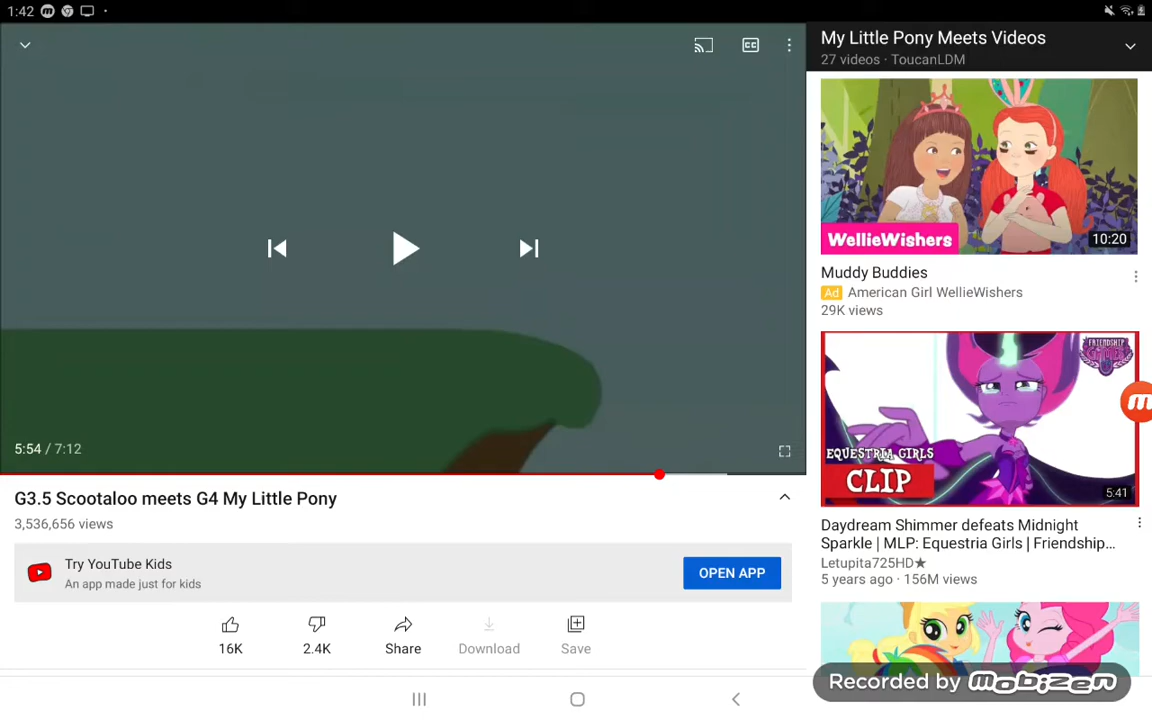 1:42
My Little Pony Meets Videos
27 videos · ToucanLDM
CC
WellieWishers
10:20
Muddy Buddies
Ad American Girl WellieWishers
29K views
FRIENDSHIP
GAMES
EQUESTRIA GIRLS
CLIP
5:41
5:54 / 7:12
G3.5 Scootaloo meets G4 My Little Pony
3,536,656 views
Daydream Shimmer defeats Midnight
Sparkle | MLP: Equestria Girls | Friendship...
Letupita725HD★
5 years ago · 156M views
Try YouTube Kids
An app made just for kids
OPEN APP
16K
2.4K
Share
Download
Save
Recorded by mobizen